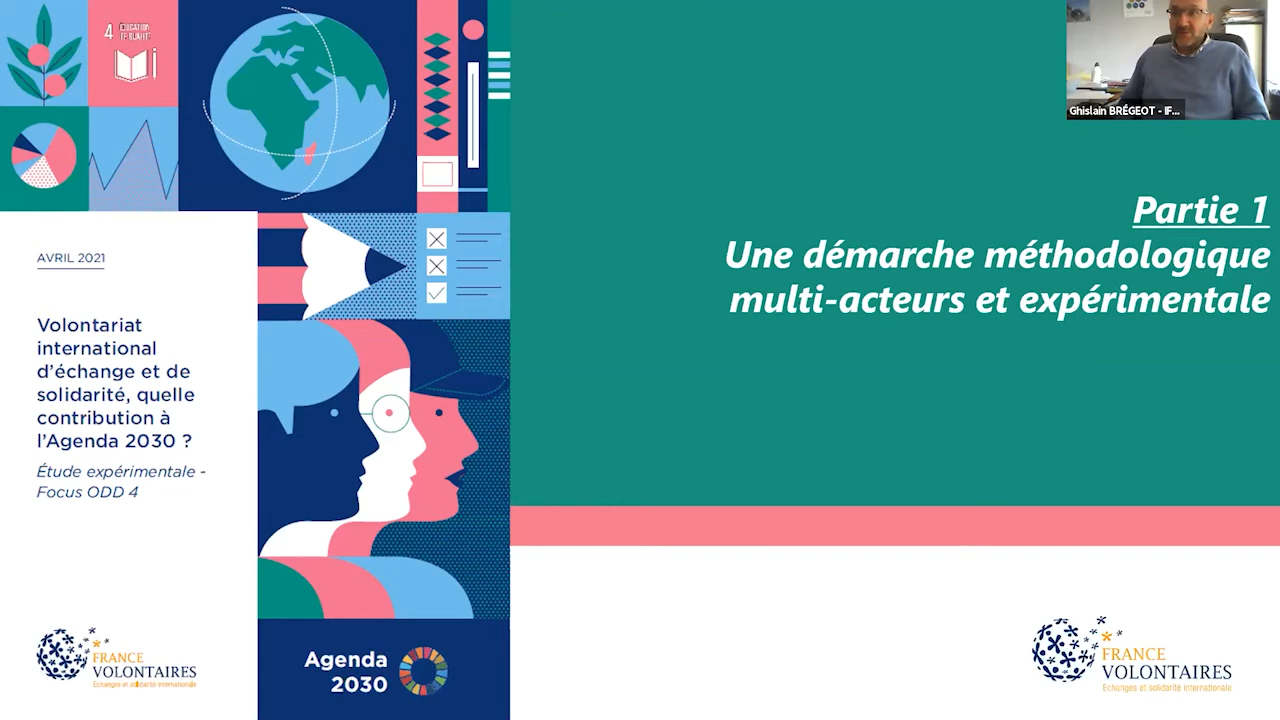 4 ÉDUCATION
DE QUALITÉ
AVRIL 2021
Volontariat
international
d'échange et de
solidarité, quelle
contribution à
l'Agenda 2030 ?
Étude expérimentale -
Focus ODD 4
FRANCE
VOLONTAIRES
Echanges et solidarité internationale
Agenda
2030
Ghislain BRÉGEOT - IF...
Partie 1
Une démarche méthodologique
multi-acteurs et expérimentale
FRANCE
VOLONTAIRES
Echanges et solidarité internationale